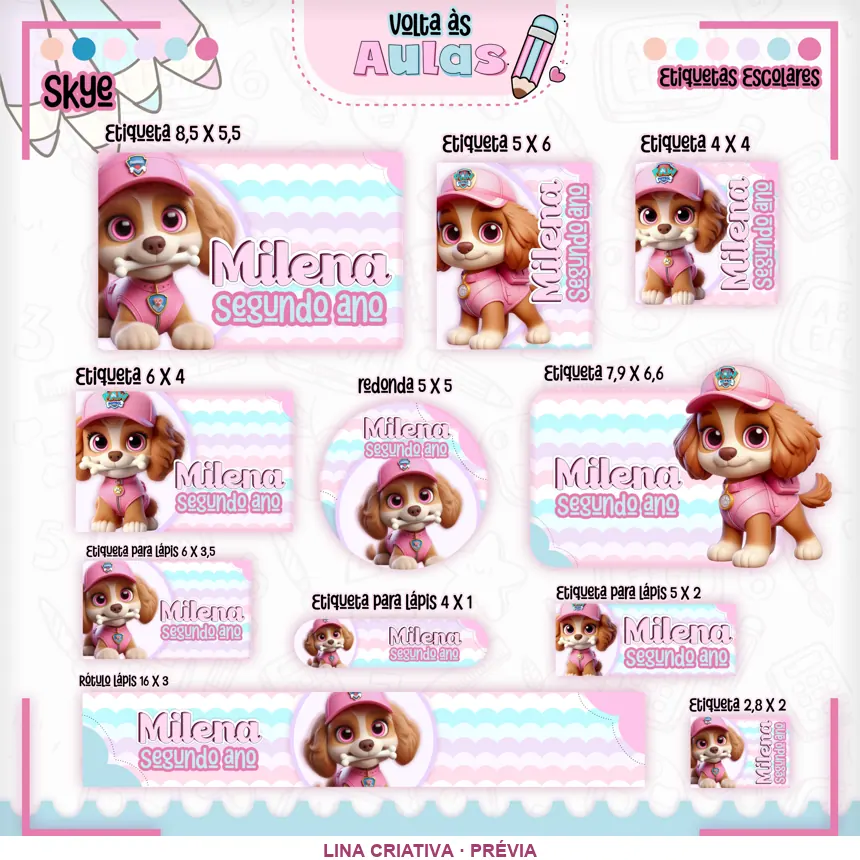 Volta às
Aulas
Skye
Etiquetas Escolares
Etiqueta 8,5 X 5,5
Milena
Segundo ano
Etiqueta 5 X 6
Milena
Segundo ano
Etiqueta 4 X 4
Milena
Segundo ano
Etiqueta 6 X 4
Milena
Segundo ano
redonda 5 X 5
Milena
Segundo ano
Etiqueta 7,9 X 6,6
Milena
Segundo ano
Etiqueta para Lápis 6 X 3,5
Milena
Segundo ano
Etiqueta para Lápis 4 X 1
Milena
Segundo ano
Etiqueta para Lápis 5 X 2
Milena
Segundo ano
Rótulo Lápis 16 X 3
Milena
Segundo ano
Etiqueta 2,8 X 2
Milena
Segundo ano
LINA CRIATIVA · PRÉVIA